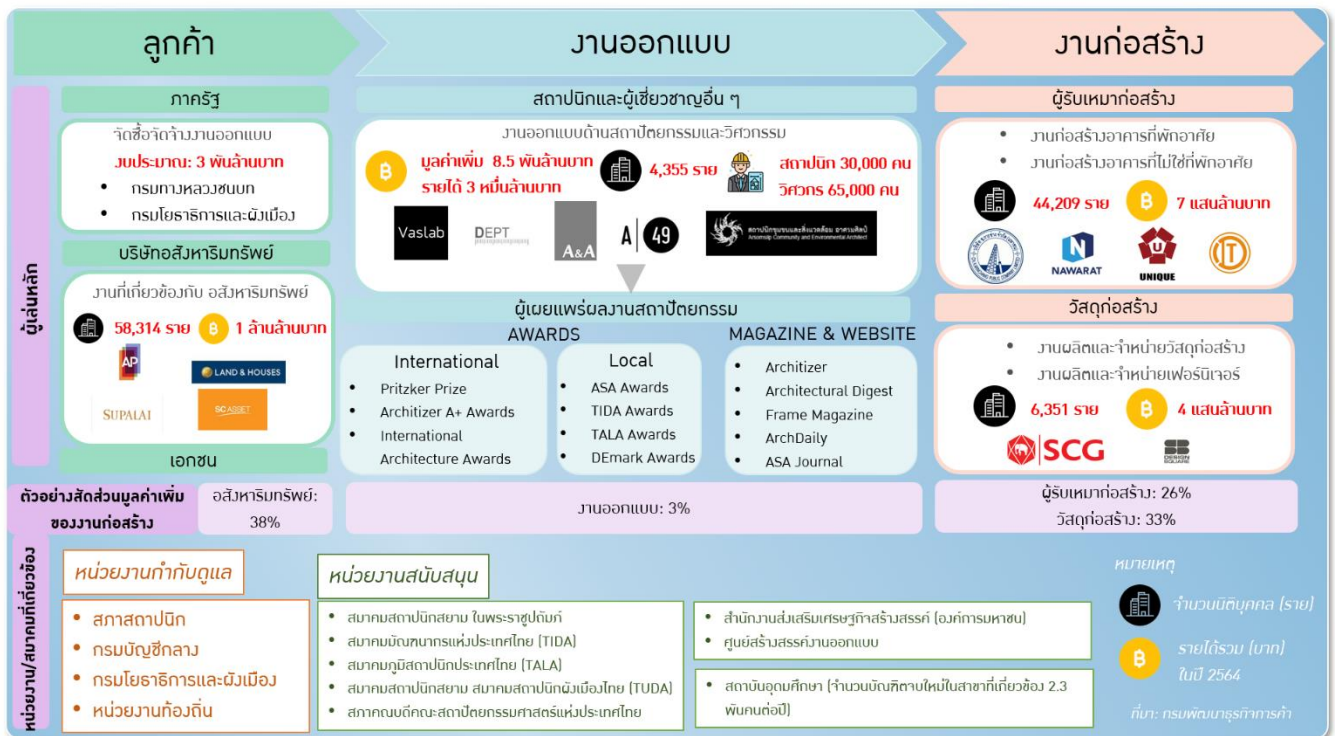 ลูกค้า
งานออกแบบ
งานก่อสร้าง
ผู้เล่นหลัก
ภาครัฐ
จัดซื้อจัดจ้างงานออกแบบ
งบประมาณ: 3 พันล้านบาท
• กรมทางหลวงชนบท
• กรมโยธาธิการและผังเมือง
บริษัทอสังหาริมทรัพย์
งานที่เกี่ยวข้องกับ อสังหาริมทรัพย์
58,314 ราย
฿
1 ล้านล้านบาท
AP
LAND & HOUSES
SUPALAI
SC ASSET
เอกชน
สถาปนิกและผู้เชี่ยวชาญอื่น ๆ
งานออกแบบด้านสถาปัตยกรรมและวิศวกรรม
฿
มูลค่าเพิ่ม 8.5 พันล้านบาท
รายได้ 3 หมื่นล้านบาท
4,355 ราย
สถาปนิก 30,000 คน
วิศวกร 65,000 คน
Vaslab
DEPT
A&A
A 49
สถาปนิกชุมชนและสิ่งแวดล้อม อาศรมศิลป์
Arsomsilp Community and Environmental Architect
ผู้เผยแพร่ผลงานสถาปัตยกรรม
AWARDS
International
• Pritzker Prize
• Architizer A+ Awards
• International
Architecture Awards
Local
• ASA Awards
• TIDA Awards
• TALA Awards
• DEmark Awards
MAGAZINE & WEBSITE
• Architizer
• Architectural Digest
• Frame Magazine
• ArchDaily
• ASA Journal
ผู้รับเหมาก่อสร้าง
• งานก่อสร้างอาคารที่พักอาศัย
• งานก่อสร้างอาคารที่ไม่ใช่ที่พักอาศัย
44,209 ราย
฿
7 แสนล้านบาท
NAWARAT
UNIQUE
วัสดุก่อสร้าง
• งานผลิตและจำหน่ายวัสดุก่อสร้าง
• งานผลิตและจำหน่ายเฟอร์นิเจอร์
6,351 ราย
฿
4 แสนล้านบาท
SCG
SB
DESIGN
SQUARE
ตัวอย่างสัดส่วนมูลค่าเพิ่ม
ของงานก่อสร้าง
อสังหาริมทรัพย์:
38%
งานออกแบบ: 3%
ผู้รับเหมาก่อสร้าง: 26%
วัสดุก่อสร้าง: 33%
หน่วยงาน/สมาคมที่เกี่ยวข้อง
หน่วยงานกำกับดูแล
• สภาสถาปนิก
• กรมบัญชีกลาง
• กรมโยธาธิการและผังเมือง
• หน่วยงานท้องถิ่น
หน่วยงานสนับสนุน
• สมาคมสถาปนิกสยาม ในพระราชูปถัมภ์
• สมาคมมัณฑนากรแห่งประเทศไทย (TIDA)
• สมาคมภูมิสถาปนิกประเทศไทย (TALA)
• สมาคมสถาปนิกสยาม สมาคมสถาปนิกผังเมืองไทย (TUDA)
• สภาคณบดีคณะสถาปัตยกรรมศาสตร์แห่งประเทศไทย
• สำนักงานส่งเสริมเศรษฐกิจสร้างสรรค์ (องค์การมหาชน)
• ศูนย์สร้างสรรค์งานออกแบบ
• สถาบันอุดมศึกษา (จำนวนบัณฑิตจบใหม่ในสาขาที่เกี่ยวข้อง 2.3
พันคนต่อปี)
หมายเหตุ
จำนวนนิติบุคคล (ราย)
฿
รายได้รวม (บาท)
ในปี 2564
ที่มา: กรมพัฒนาธุรกิจการค้า